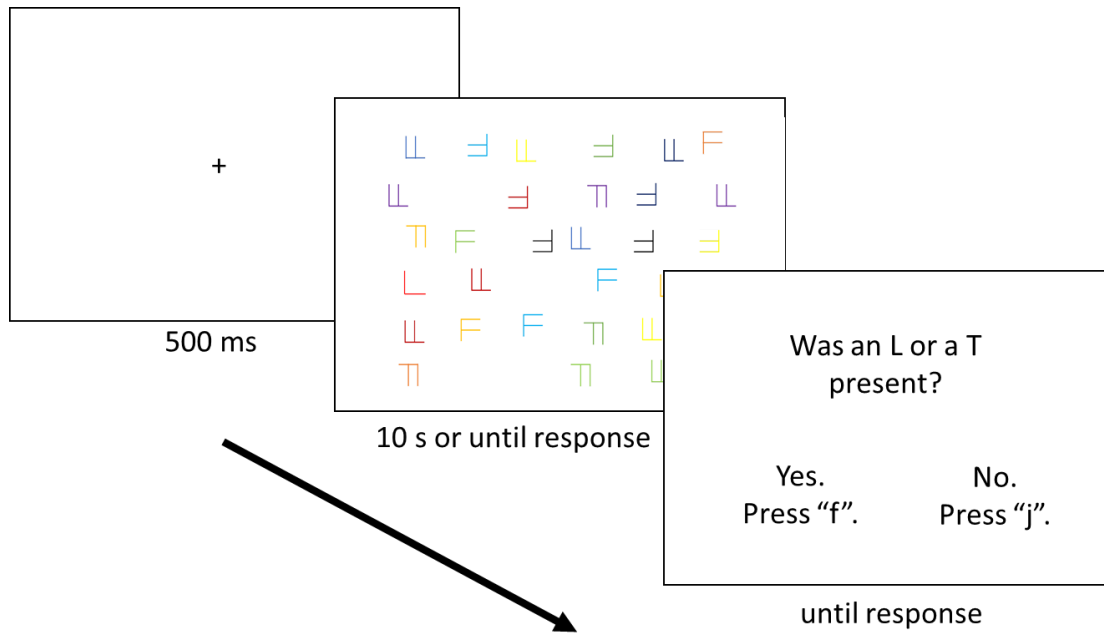 +
500 ms
10 s or until response
Was an L or a T
present?
Yes.
Press “f”.
No.
Press “j”.
until response